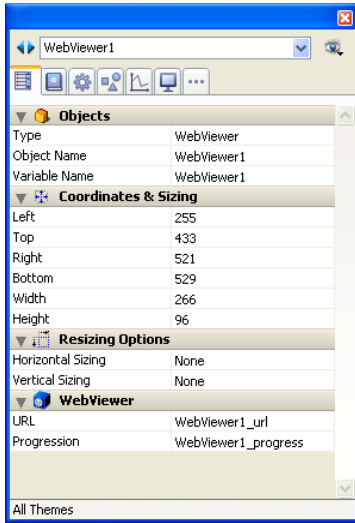 WebViewer1
Objects
Type WebViewer
Object Name WebViewer1
Variable Name WebViewer1
Coordinates & Sizing
Left 255
Top 433
Right 521
Bottom 529
Width 266
Height 96
Resizing Options
Horizontal Sizing None
Vertical Sizing None
WebViewer
URL WebViewer1_url
Progression WebViewer1_progress
All Themes